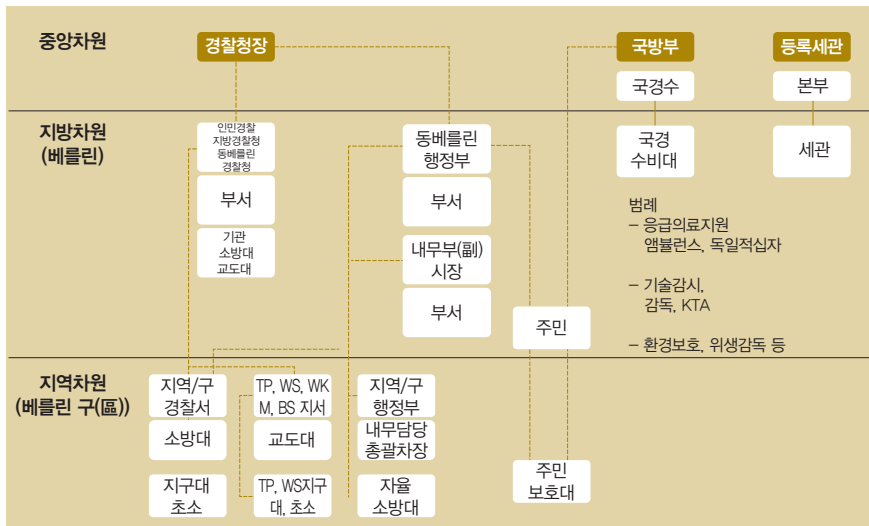 중앙차원
경찰청장
국방부
등록세관
국경수
본부
지방차원
(베를린)
인민경찰
지방경찰청
동베를린
경찰청
부서
기관
소방대
교도대
동베를린
행정부
부서
내무부(副)
시장
부서
주민
국경
수비대
세관
범례
– 응급의료지원
앰뷸런스, 독일적십자
– 기술감시,
감독, KTA
– 환경보호, 위생감독 등
지역차원
(베를린 구(區))
지역/구
경찰서
소방대
지구대
초소
TP, WS, WK
M, BS 지서
교도대
TP, WS지구
대, 초소
지역/구
행정부
내무담당
총괄차장
자율
소방대
주민
보호대